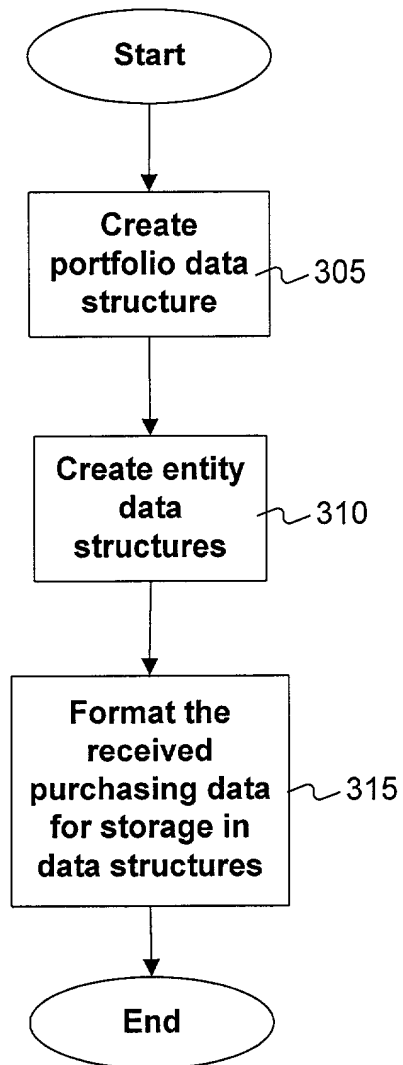 Start
Create
portfolio data
structure
305
Create entity
data
structures
310
Format the
received
purchasing data
for storage in
data structures
315
End